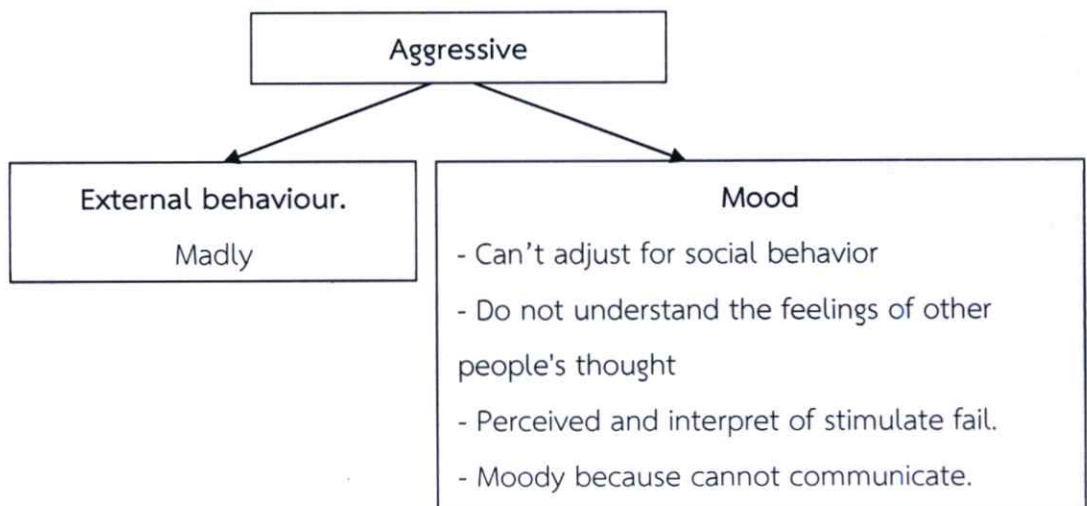 Aggressive
External behaviour.
Madly
Mood
- Can't adjust for social behavior
- Do not understand the feelings of other
people's thought
- Perceived and interpret of stimulate fail.
- Moody because cannot communicate.